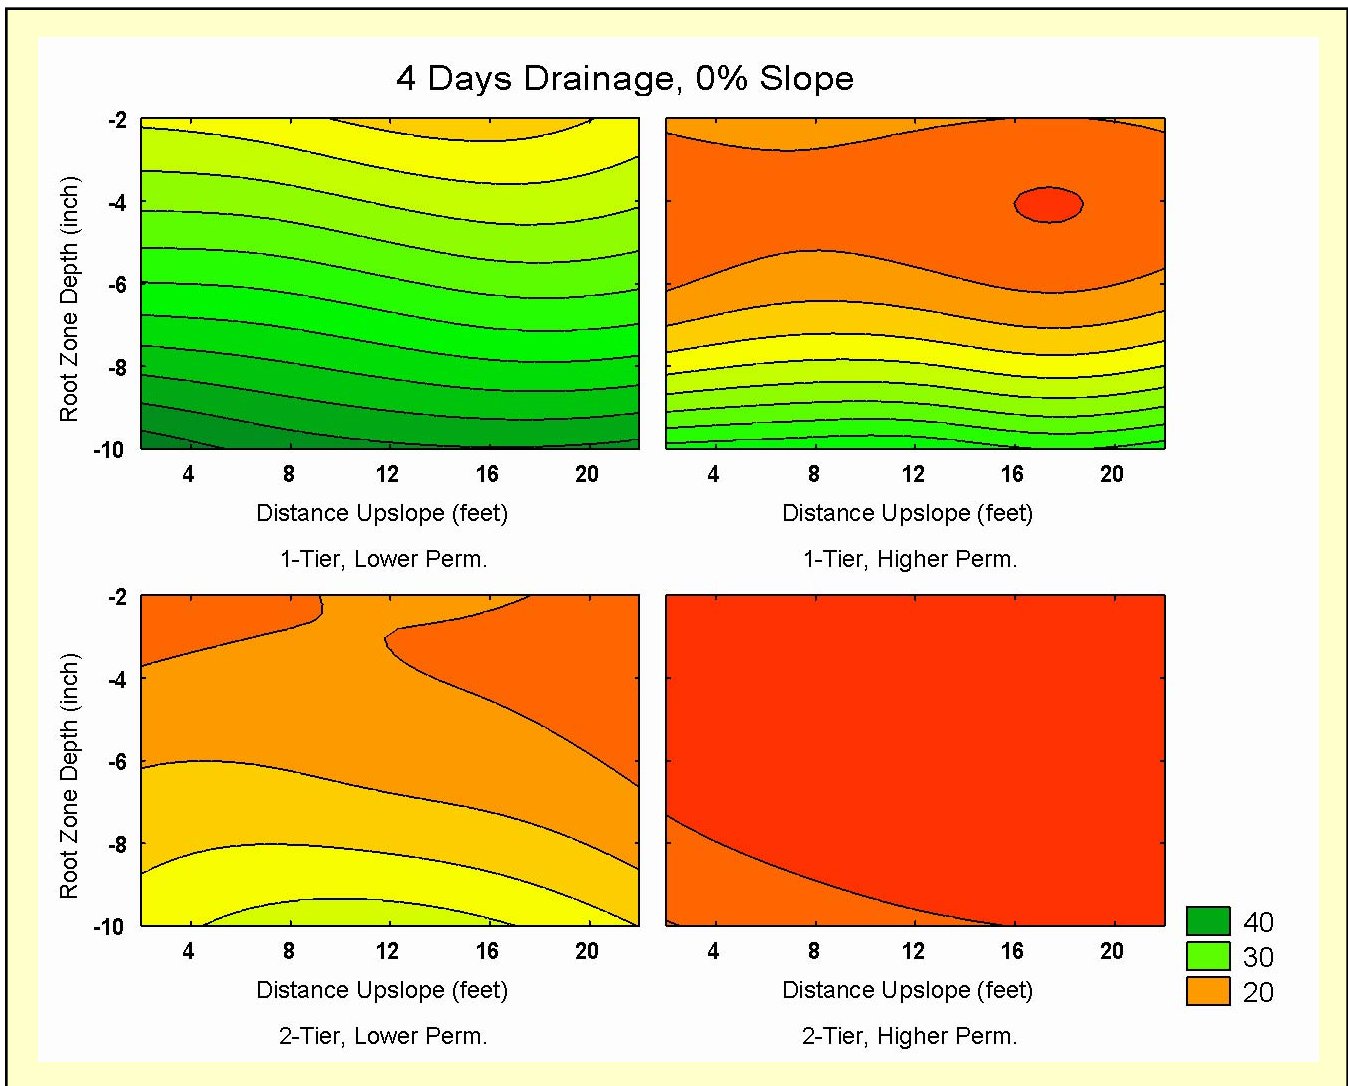 4 Days Drainage, 0% Slope
Root Zone Depth (inch)
-2
-4
-6
-8
-10
4 8 12 16 20
4 8 12 16 20
Distance Upslope (feet)
Distance Upslope (feet)
1-Tier, Lower Perm.
1-Tier, Higher Perm.
Root Zone Depth (inch)
-2
-4
-6
-8
-10
4 8 12 16 20
4 8 12 16 20
Distance Upslope (feet)
Distance Upslope (feet)
2-Tier, Lower Perm.
2-Tier, Higher Perm.
40
30
20